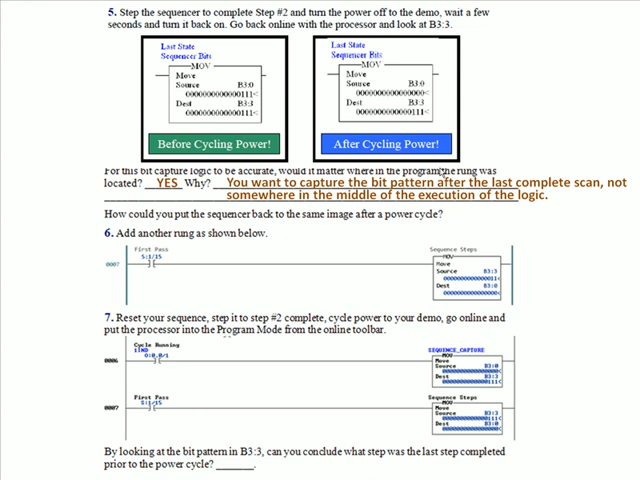 5. Step the sequencer to complete Step #2 and turn the power off to the demo, wait a few
seconds and turn it back on. Go back online with the processor and look at B3:3.
Last State
Sequencer Bits
MOV
Move
Source B3:0
0000000000000111<
Dest B3:3
0000000000000111<
Before Cycling Power!
Last State
Sequencer Bits
MOV
Move
Source B3:0
0000000000000000<
Dest B3:3
0000000000000111<
After Cycling Power!
For this bit capture logic to be accurate, would it matter where in the program the rung was
located? YES Why? You want to capture the bit pattern after the last complete scan, not
somewhere in the middle of the execution of the logic.
How could you put the sequencer back to the same image after a power cycle?
6. Add another rung as shown below.
First Pass
S:1/15
0007
Sequence Steps
MOV
Move
Source B3:3
Dest B3:0
7. Reset your sequence, step it to step #2 complete, cycle power to your demo, go online and
put the processor into the Program Mode from the online toolbar.
Cycle Running
O:0.0/1
0006
SEQUENCE_CAPTURE
MOV
Move
Source B3:0
Dest B3:3
First Pass
S:1/15
0007
Sequence Steps
MOV
Move
Source B3:3
Dest B3:0
By looking at the bit pattern in B3:3, can you conclude what step was the last step completed
prior to the power cycle? _______.